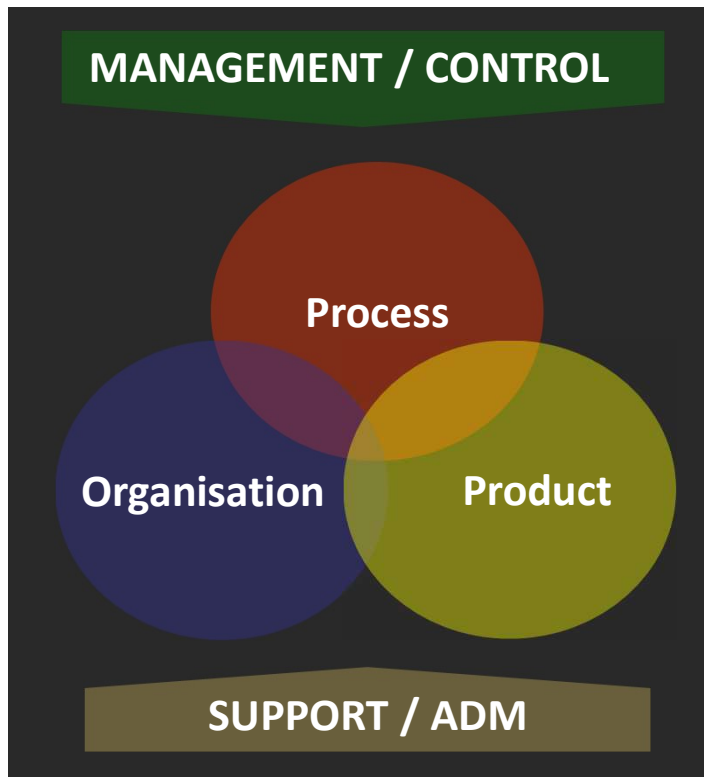 MANAGEMENT / CONTROL
Process
Organisation
Product
SUPPORT / ADM